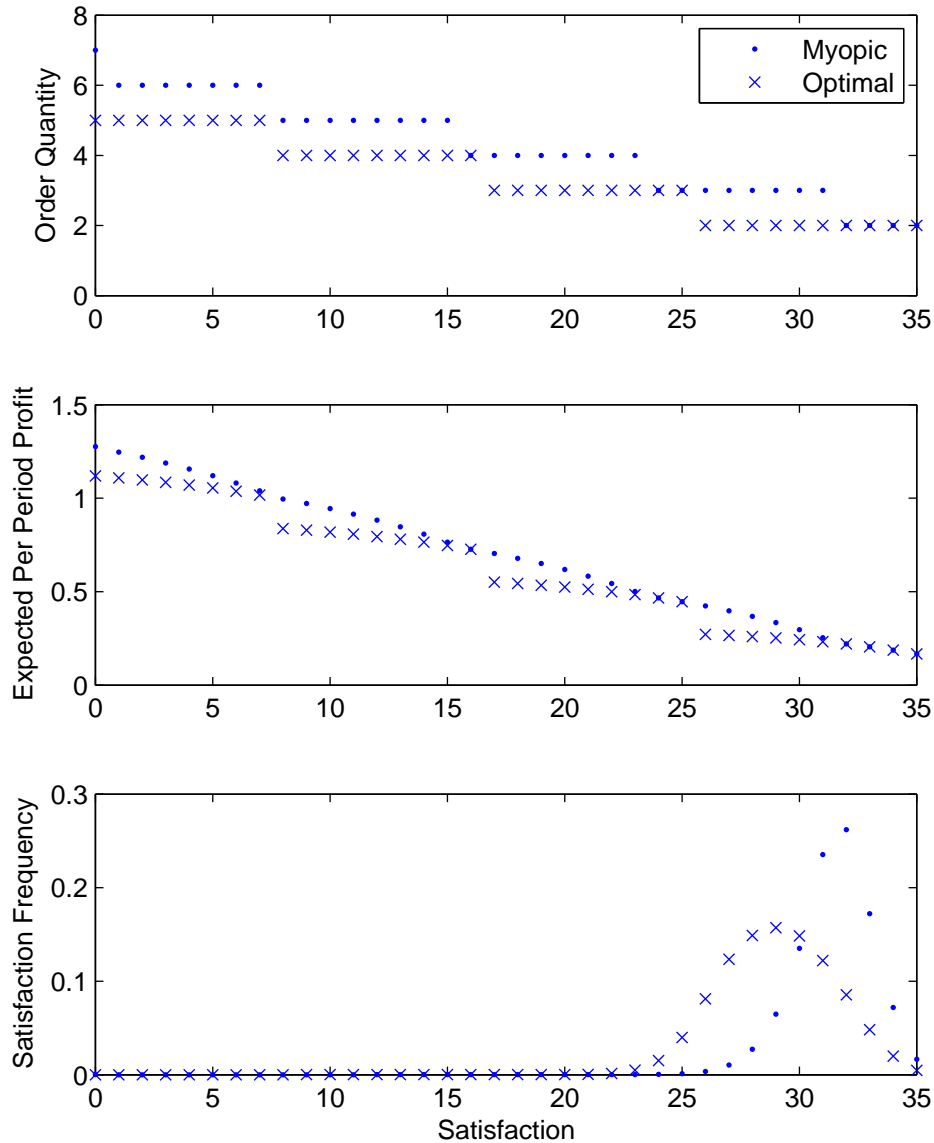 8
6
4
2
0
Order Quantity
Myopic
Optimal
0 5 10 15 20 25 30 35
1.5
1
0.5
0
Expected Per Period Profit
0 5 10 15 20 25 30 35
0.3
0.2
0.1
0
Satisfaction Frequency
0 5 10 15 20 25 30 35
Satisfaction